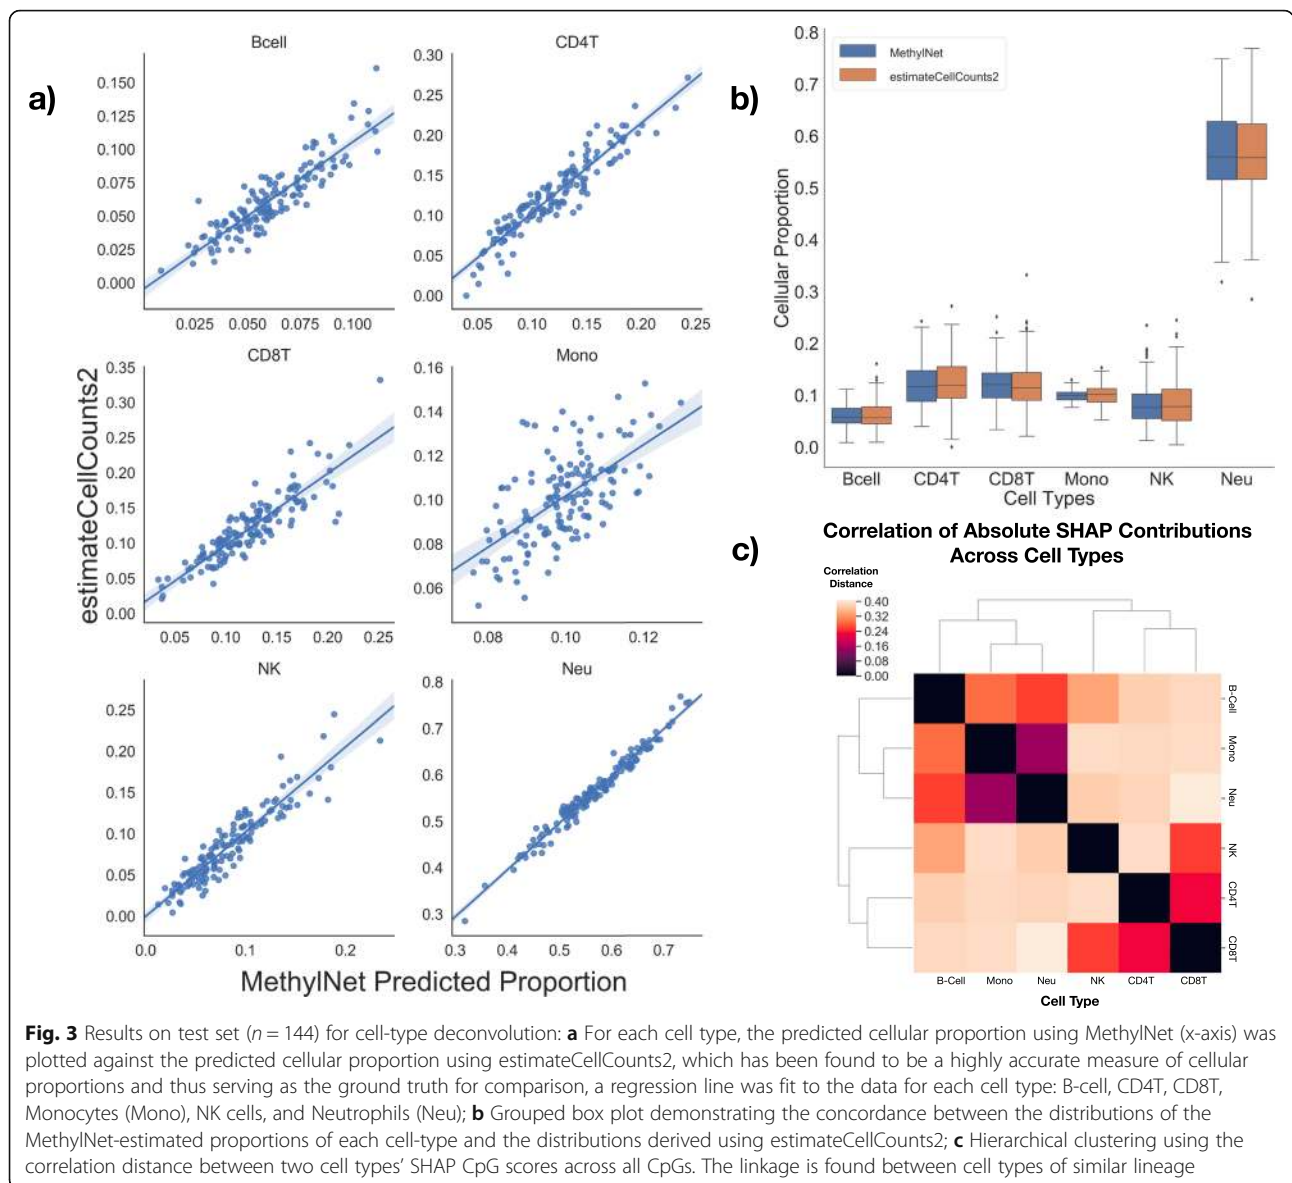 a)
Bcell
0.150
0.125
0.100
0.075
0.050
0.025
0.000
0.025 0.050 0.075 0.100
CD4T
0.30
0.25
0.20
0.15
0.10
0.05
0.00
0.05 0.10 0.15 0.20 0.25
CD8T
0.35
0.30
0.25
0.20
0.15
0.10
0.05
0.00
0.05 0.10 0.15 0.20 0.25
Mono
0.16
0.14
0.12
0.10
0.08
0.06
0.08 0.10 0.12
NK
0.25
0.20
0.15
0.10
0.05
0.00
0.0 0.1 0.2
Neu
0.8
0.7
0.6
0.5
0.4
0.3
0.3 0.4 0.5 0.6 0.7
estimateCellCounts2
MethylNet Predicted Proportion
b)
MethylNet
estimateCellCounts2
Cellular Proportion
0.8
0.7
0.6
0.5
0.4
0.3
0.2
0.1
0.0
Bcell CD4T CD8T Mono NK Neu
Cell Types
c)
Correlation of Absolute SHAP Contributions
Across Cell Types
Correlation
Distance
0.40
0.32
0.24
0.16
0.08
0.00
B-Cell
Mono
Neu
NK
CD4T
CD8T
B-Cell Mono Neu NK CD4T CD8T
Cell Type
Fig. 3 Results on test set (n = 144) for cell-type deconvolution: a For each cell type, the predicted cellular proportion using MethylNet (x-axis) was
plotted against the predicted cellular proportion using estimateCellCounts2, which has been found to be a highly accurate measure of cellular
proportions and thus serving as the ground truth for comparison, a regression line was fit to the data for each cell type: B-cell, CD4T, CD8T,
Monocytes (Mono), NK cells, and Neutrophils (Neu); b Grouped box plot demonstrating the concordance between the distributions of the
MethylNet-estimated proportions of each cell-type and the distributions derived using estimateCellCounts2; c Hierarchical clustering using the
correlation distance between two cell types’ SHAP CpG scores across all CpGs. The linkage is found between cell types of similar lineage